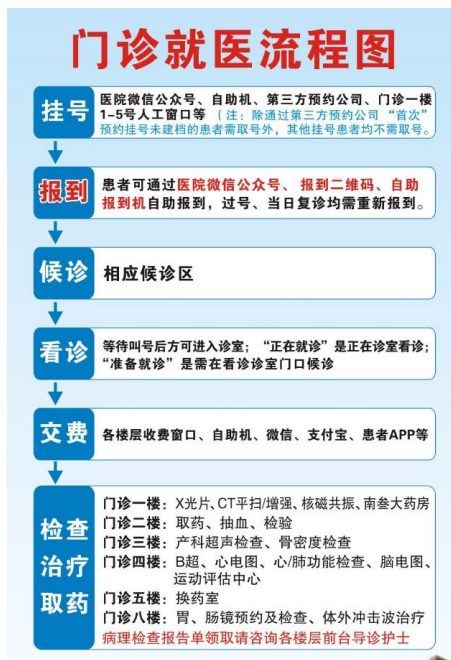 门诊就医流程图
挂号
医院微信公众号、自助机、第三方预约公司、门诊一楼
1-5号人工窗口等（注：除通过第三方预约公司“首次”
预约挂号未建档的患者需取号外，其他挂号患者均不需取号。
报到
患者可通过医院微信公众号、报到二维码、自助
报到机自助报到，过号、当日复诊均需重新报到。
候诊
相应候诊区
看诊
等待叫号后方可进入诊室；“正在就诊”是正在诊室看诊；
“准备就诊”是需在看诊诊室门口候诊
交费
各楼层收费窗口、自助机、微信、支付宝、患者APP等
检查
治疗
取药
门诊一楼：X光片、CT平扫/增强、核磁共振、南叁大药房
门诊二楼：取药、抽血、检验
门诊三楼：产科超声检查、骨密度检查
门诊四楼：B超、心电图、心/肺功能检查、脑电图、
运动评估中心
门诊五楼：换药室
门诊八楼：胃、肠镜预约及检查、体外冲击波治疗
病理检查报告单领取请咨询各楼层前台导诊护士